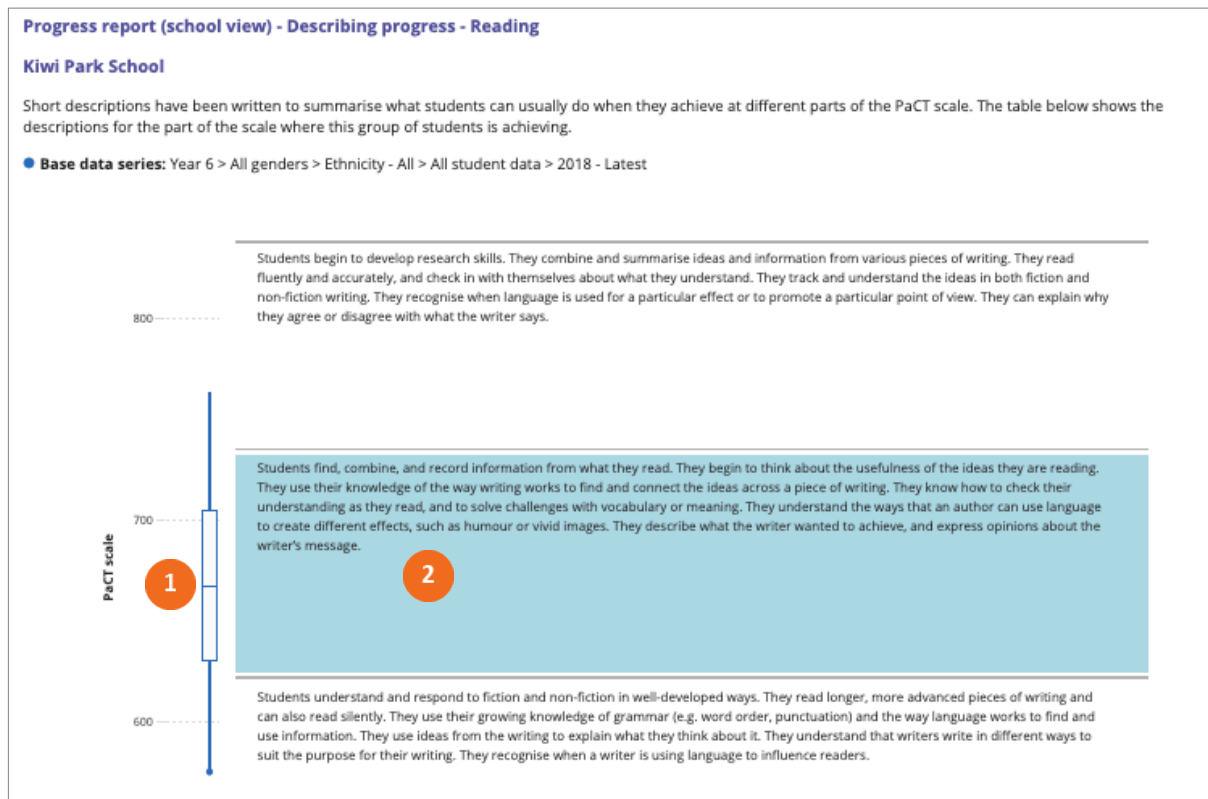 Progress report (school view) - Describing progress - Reading
Kiwi Park School
Short descriptions have been written to summarise what students can usually do when they achieve at different parts of the PaCT scale. The table below shows the
descriptions for the part of the scale where this group of students is achieving.
Base data series: Year 6 > All genders > Ethnicity - All > All student data > 2018 - Latest
Students begin to develop research skills. They combine and summarise ideas and information from various pieces of writing. They read
fluently and accurately, and check in with themselves about what they understand. They track and understand the ideas in both fiction and
non-fiction writing. They recognise when language is used for a particular effect or to promote a particular point of view. They can explain why
they agree or disagree with what the writer says.
800
Students find, combine, and record information from what they read. They begin to think about the usefulness of the ideas they are reading.
They use their knowledge of the way writing works to find and connect the ideas across a piece of writing. They know how to check their
understanding as they read, and to solve challenges with vocabulary or meaning. They understand the ways that an author can use language
to create different effects, such as humour or vivid images. They describe what the writer wanted to achieve, and express opinions about the
writer's message.
700
PaCT scale
1
2
Students understand and respond to fiction and non-fiction in well-developed ways. They read longer, more advanced pieces of writing and
can also read silently. They use their growing knowledge of grammar (e.g. word order, punctuation) and the way language works to find and
use information. They use ideas from the writing to explain what they think about it. They understand that writers write in different ways to
suit the purpose for their writing. They recognise when a writer is using language to influence readers.
600